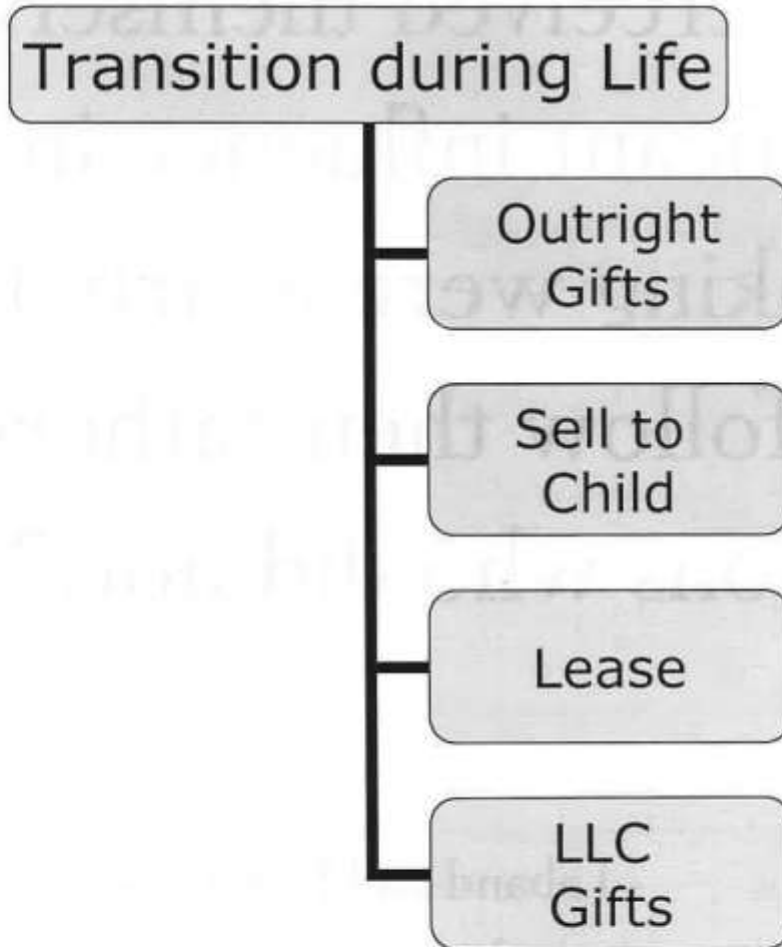 Transition during Life
Outright
Gifts
Sell to
Child
Lease
LLC
Gifts